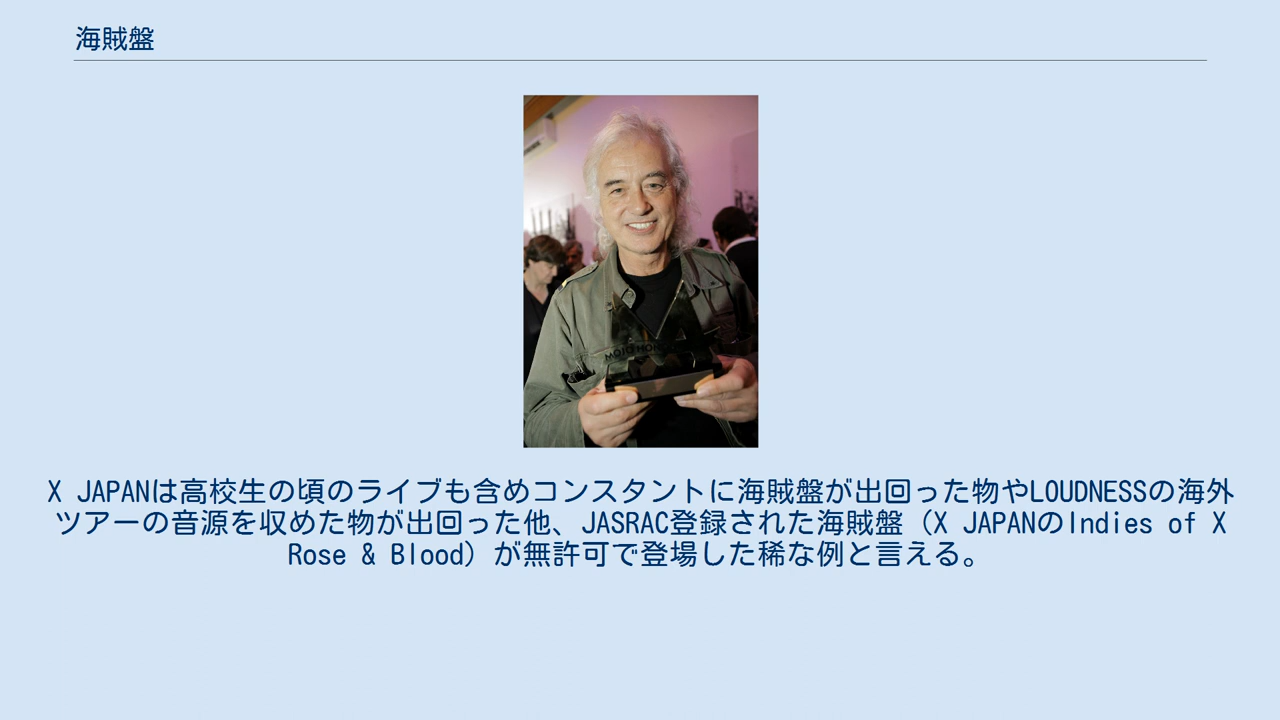 海賊盤
MOJO HON
X JAPANは高校生の頃のライブも含めコンスタントに海賊盤が出回った物やLOUDNESSの海外
ツアーの音源を収めた物が出回った他、JASRAC登録された海賊盤（X JAPANのIndies of X
Rose & Blood）が無許可で登場した稀な例と言える。